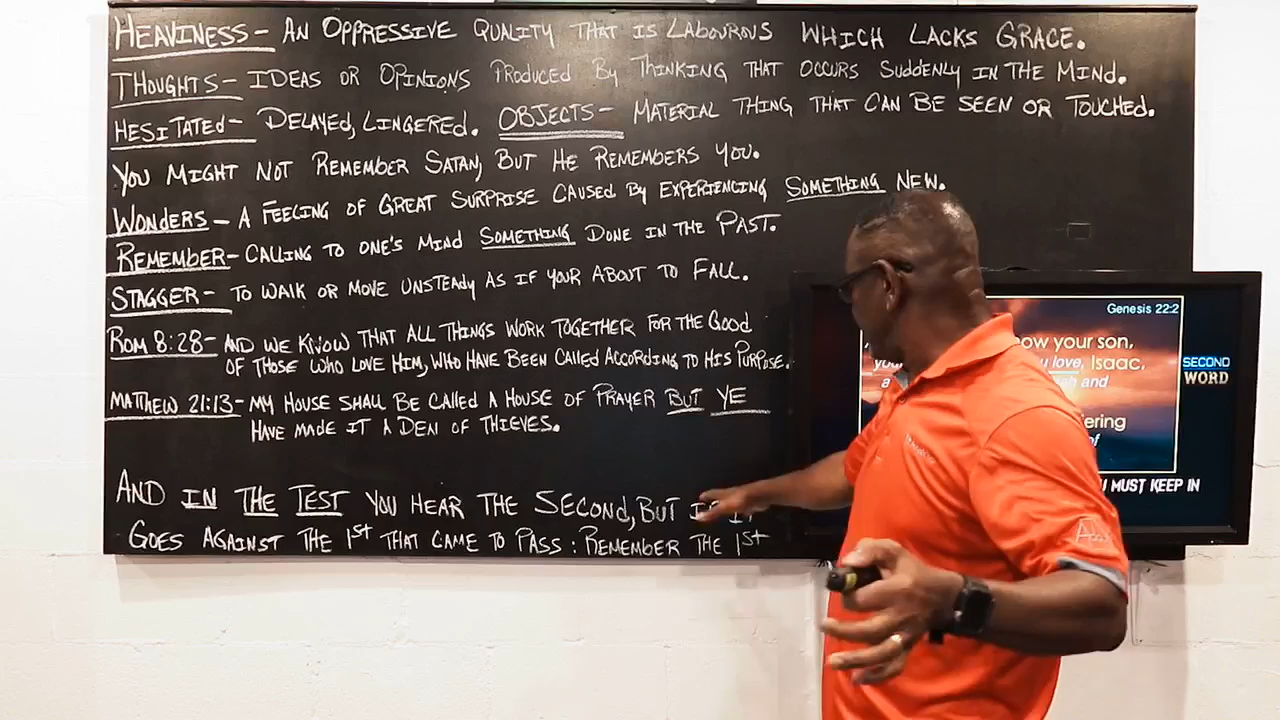 HEAVINESS - AN OPPRESSIVE QUALITY THAT IS LABOUROUS WHICH LACKS GRACE.
THOUGHTS - IDEAS OR OPINIONS PRODUCED BY THINKING THAT OCCURS SUDDENLY IN THE MIND.
HESITATED - DELAYED, LINGERED. OBJECTS - MATERIAL THING THAT CAN BE SEEN OR TOUCHED.
YOU MIGHT NOT REMEMBER SATAN, BUT HE REMEMBERS YOU.
WONDERS - A FEELING OF GREAT SURPRISE CAUSED BY EXPERIENCING SOMETHING NEW.
REMEMBER - CALLING TO ONE'S MIND SOMETHING DONE IN THE PAST.
STAGGER - TO WALK OR MOVE UNSTEADY AS IF YOUR ABOUT TO FALL.
ROM 8:28 - AND WE KNOW THAT ALL THINGS WORK TOGETHER FOR THE GOOD
OF THOSE WHO LOVE HIM, WHO HAVE BEEN CALLED ACCORDING TO HIS PURPOSE.
MATTHEW 21:13 - MY HOUSE SHALL BE CALLED A HOUSE OF PRAYER BUT YE
HAVE MADE IT A DEN OF THIEVES.
AND IN THE TEST YOU HEAR THE SECOND, BUT
GOES AGAINST THE 1ST THAT CAME TO PASS: REMEMBER THE 1ST
Genesis 22:2
your son,
love, Isaac,
and
SECOND
WORD
MUST KEEP IN